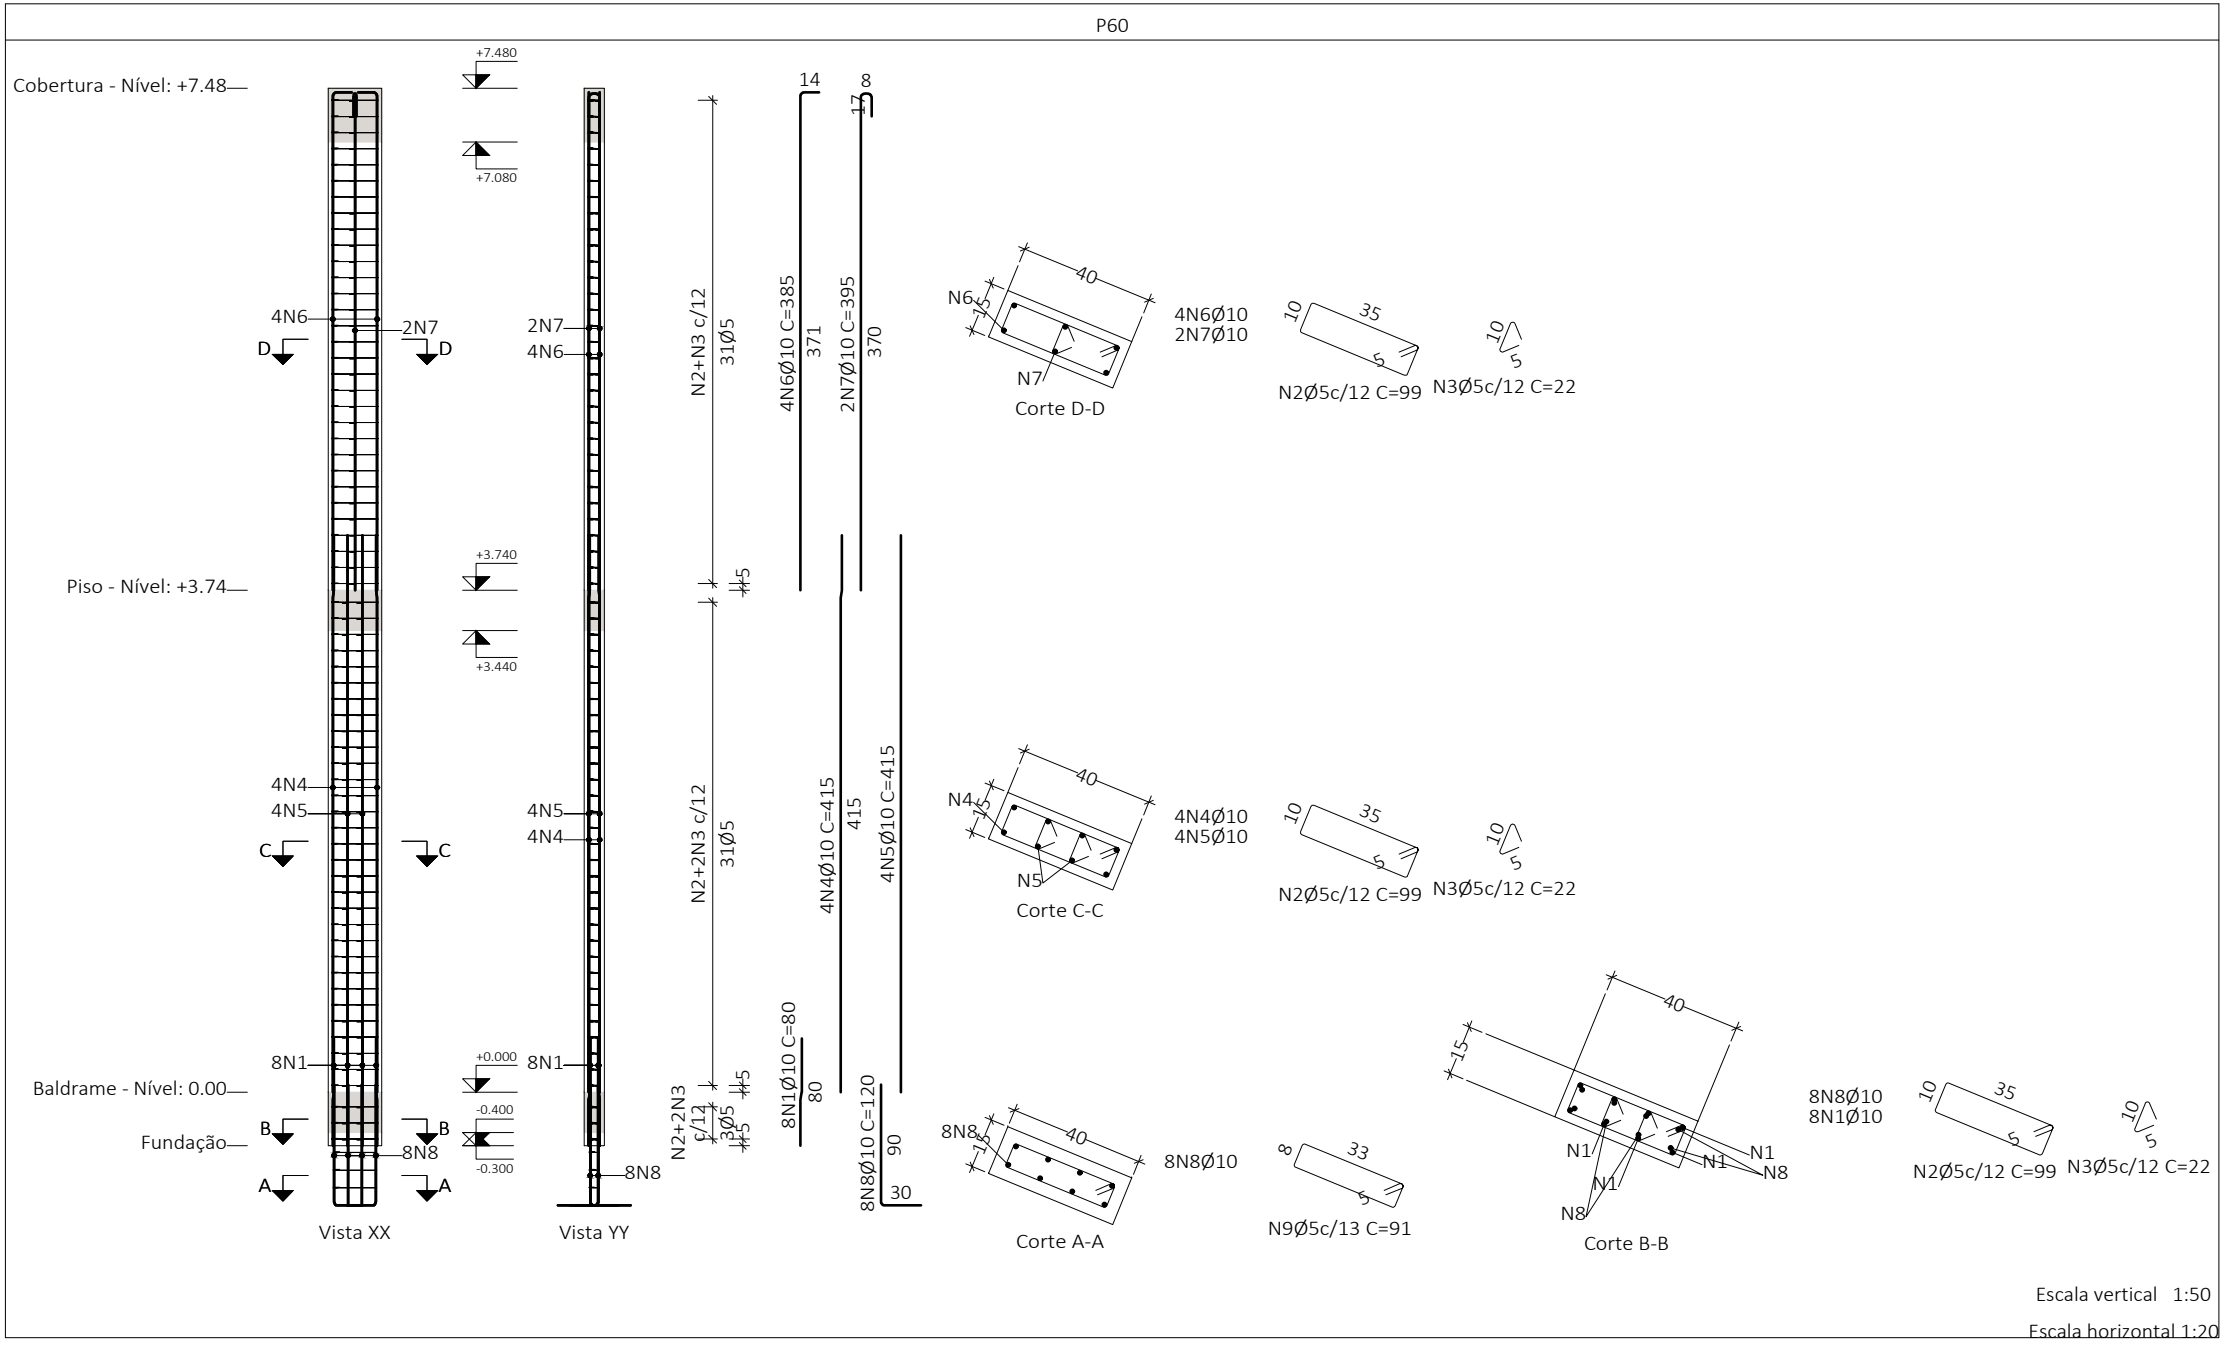 P60
Cobertura - Nível: +7.48
+7.480
+7.080
14
8
17
N2+N3 c/12
31Ø5
4N6Ø10 C=385
371
2N7Ø10 C=395
370
4N6
2N7
D
D
2N7
4N6
N6
15
40
N7
Corte D-D
4N6Ø10
2N7Ø10
10
35
5
N2Ø5c/12 C=99
10
5
N3Ø5c/12 C=22
Piso - Nível: +3.74
+3.740
+3.440
5
N2+2N3 c/12
31Ø5
4N4Ø10 C=415
415
4N5Ø10 C=415
4N4
4N5
C
C
4N5
4N4
N4
15
40
N5
Corte C-C
4N4Ø10
4N5Ø10
10
35
5
N2Ø5c/12 C=99
10
5
N3Ø5c/12 C=22
8N1
8N1
Baldrame - Nível: 0.00
+0.000
-0.400
-0.300
5
N2+2N3
c/12
3Ø5
5
8N1Ø10 C=80
80
8N8Ø10 C=120
90
30
Fundação
B
B
8N8
A
A
8N8
Vista XX
Vista YY
8N8
15
40
Corte A-A
8N8Ø10
8
33
5
N9Ø5c/13 C=91
15
40
N1
N1
N1
N8
N8
Corte B-B
8N8Ø10
8N1Ø10
10
35
5
N2Ø5c/12 C=99
10
5
N3Ø5c/12 C=22
Escala vertical 1:50
Escala horizontal 1:20